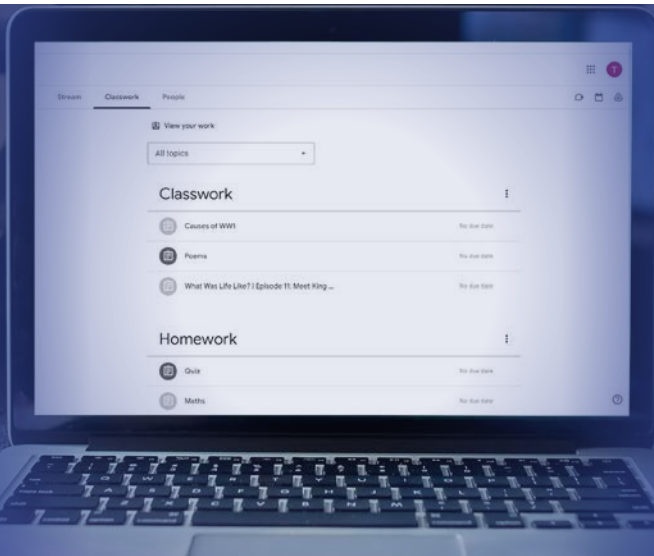 T
Stream Classwork People
View your work
All topics
Classwork
Causes of WW1 No due date
Poems No due date
What Was Life Like? | Episode 11: Meet King ... No due date
Homework
Quiz No due date
Maths No due date